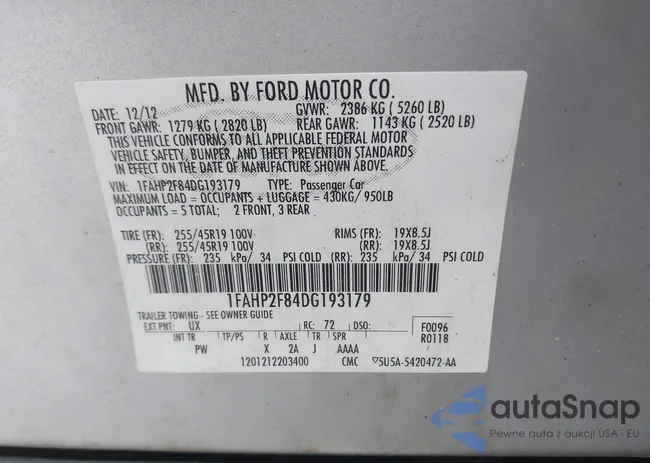 MFD. BY FORD MOTOR CO.
DATE: 12/12 GVWR: 2386 KG ( 5260 LB)
FRONT GAWR: 1279 KG ( 2820 LB) REAR GAWR: 1143 KG ( 2520 LB)
THIS VEHICLE CONFORMS TO ALL APPLICABLE FEDERAL MOTOR
VEHICLE SAFETY, BUMPER, AND THEFT PREVENTION STANDARDS
IN EFFECT ON THE DATE OF MANUFACTURE SHOWN ABOVE.
VIN: 1FAHP2F84DG193179 TYPE: Passenger Car
MAXIMUM LOAD = OCCUPANTS + LUGGAGE = 430KG/ 950LB
OCCUPANTS = 5 TOTAL; 2 FRONT, 3 REAR
TIRE (FR): 255/45R19 100V RIMS (FR): 19X8.5J
(RR): 255/45R19 100V (RR): 19X8.5J
PRESSURE (FR): 235 kPa/ 34 PSI COLD (RR): 235 kPa/ 34 PSI COLD
1FAHP2F84DG193179
TRAILER TOWING - SEE OWNER GUIDE
EXT PNT: UX RC: 72 DSO: F0096
INT TR TP/PS R AXLE TR SPR R0118
PW X 2A J AAAA
1201212203400 CMC 5U5A-5420472-AA
autaSnap
Pewne auta z aukcji USA i EU